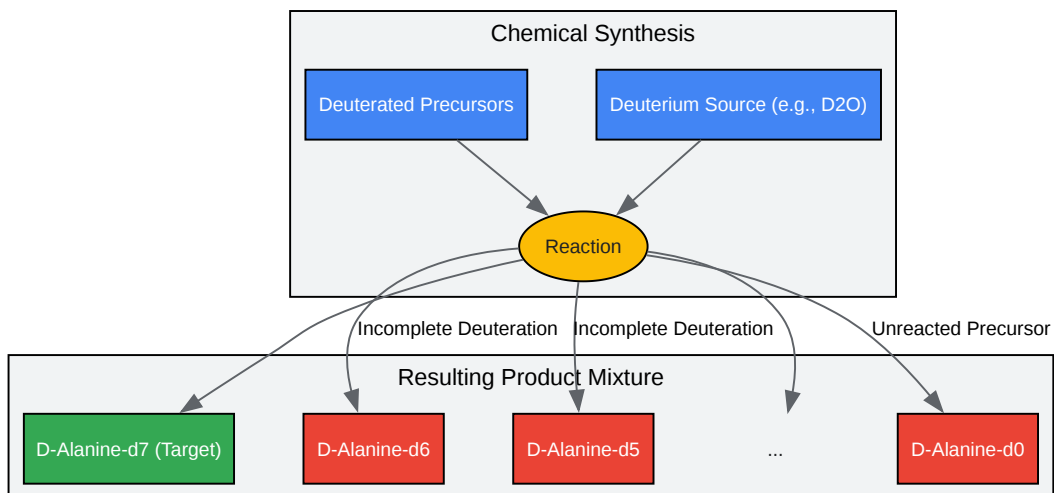 Chemical Synthesis
Deuterated Precursors
Deuterium Source (e.g., D2O)
Reaction
Incomplete Deuteration
Incomplete Deuteration
Unreacted Precursor
Resulting Product Mixture
D-Alanine-d7 (Target)
D-Alanine-d6
D-Alanine-d5
...
D-Alanine-d0